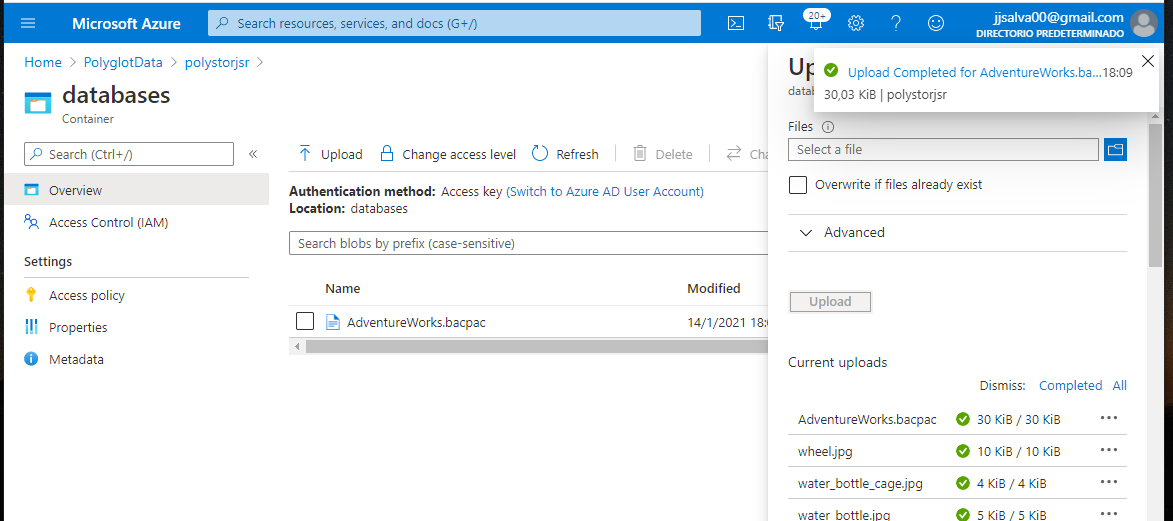 Microsoft Azure
Search resources, services, and docs (G+/)
20+
jjsalva00@gmail.com
DIRECTORIO PREDETERMINADO
Home > PolyglotData > polystorjsr >
databases
Container
Search (Ctrl+/)
«
Overview
Access Control (IAM)
Settings
Access policy
Properties
Metadata
Upload
Change access level
Refresh
Delete
Authentication method: Access key (Switch to Azure AD User Account)
Location: databases
Search blobs by prefix (case-sensitive)
Name Modified
AdventureWorks.bacpac 14/1/2021
Upload Completed for AdventureWorks.ba... 18:09
30,03 KiB | polystorjsr
Files
Select a file
Overwrite if files already exist
Advanced
Upload
Current uploads
Dismiss: Completed All
AdventureWorks.bacpac 30 KiB / 30 KiB
wheel.jpg 10 KiB / 10 KiB
water_bottle_cage.jpg 4 KiB / 4 KiB
water_bottle.jpg 5 KiB / 5 KiB